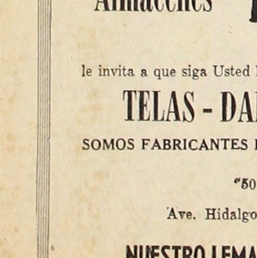 Almacenes
le invita a que siga Usted
TELAS - DA
SOMOS FABRICANTES
"50
Ave. Hidalgo
NUESTRO LEMA